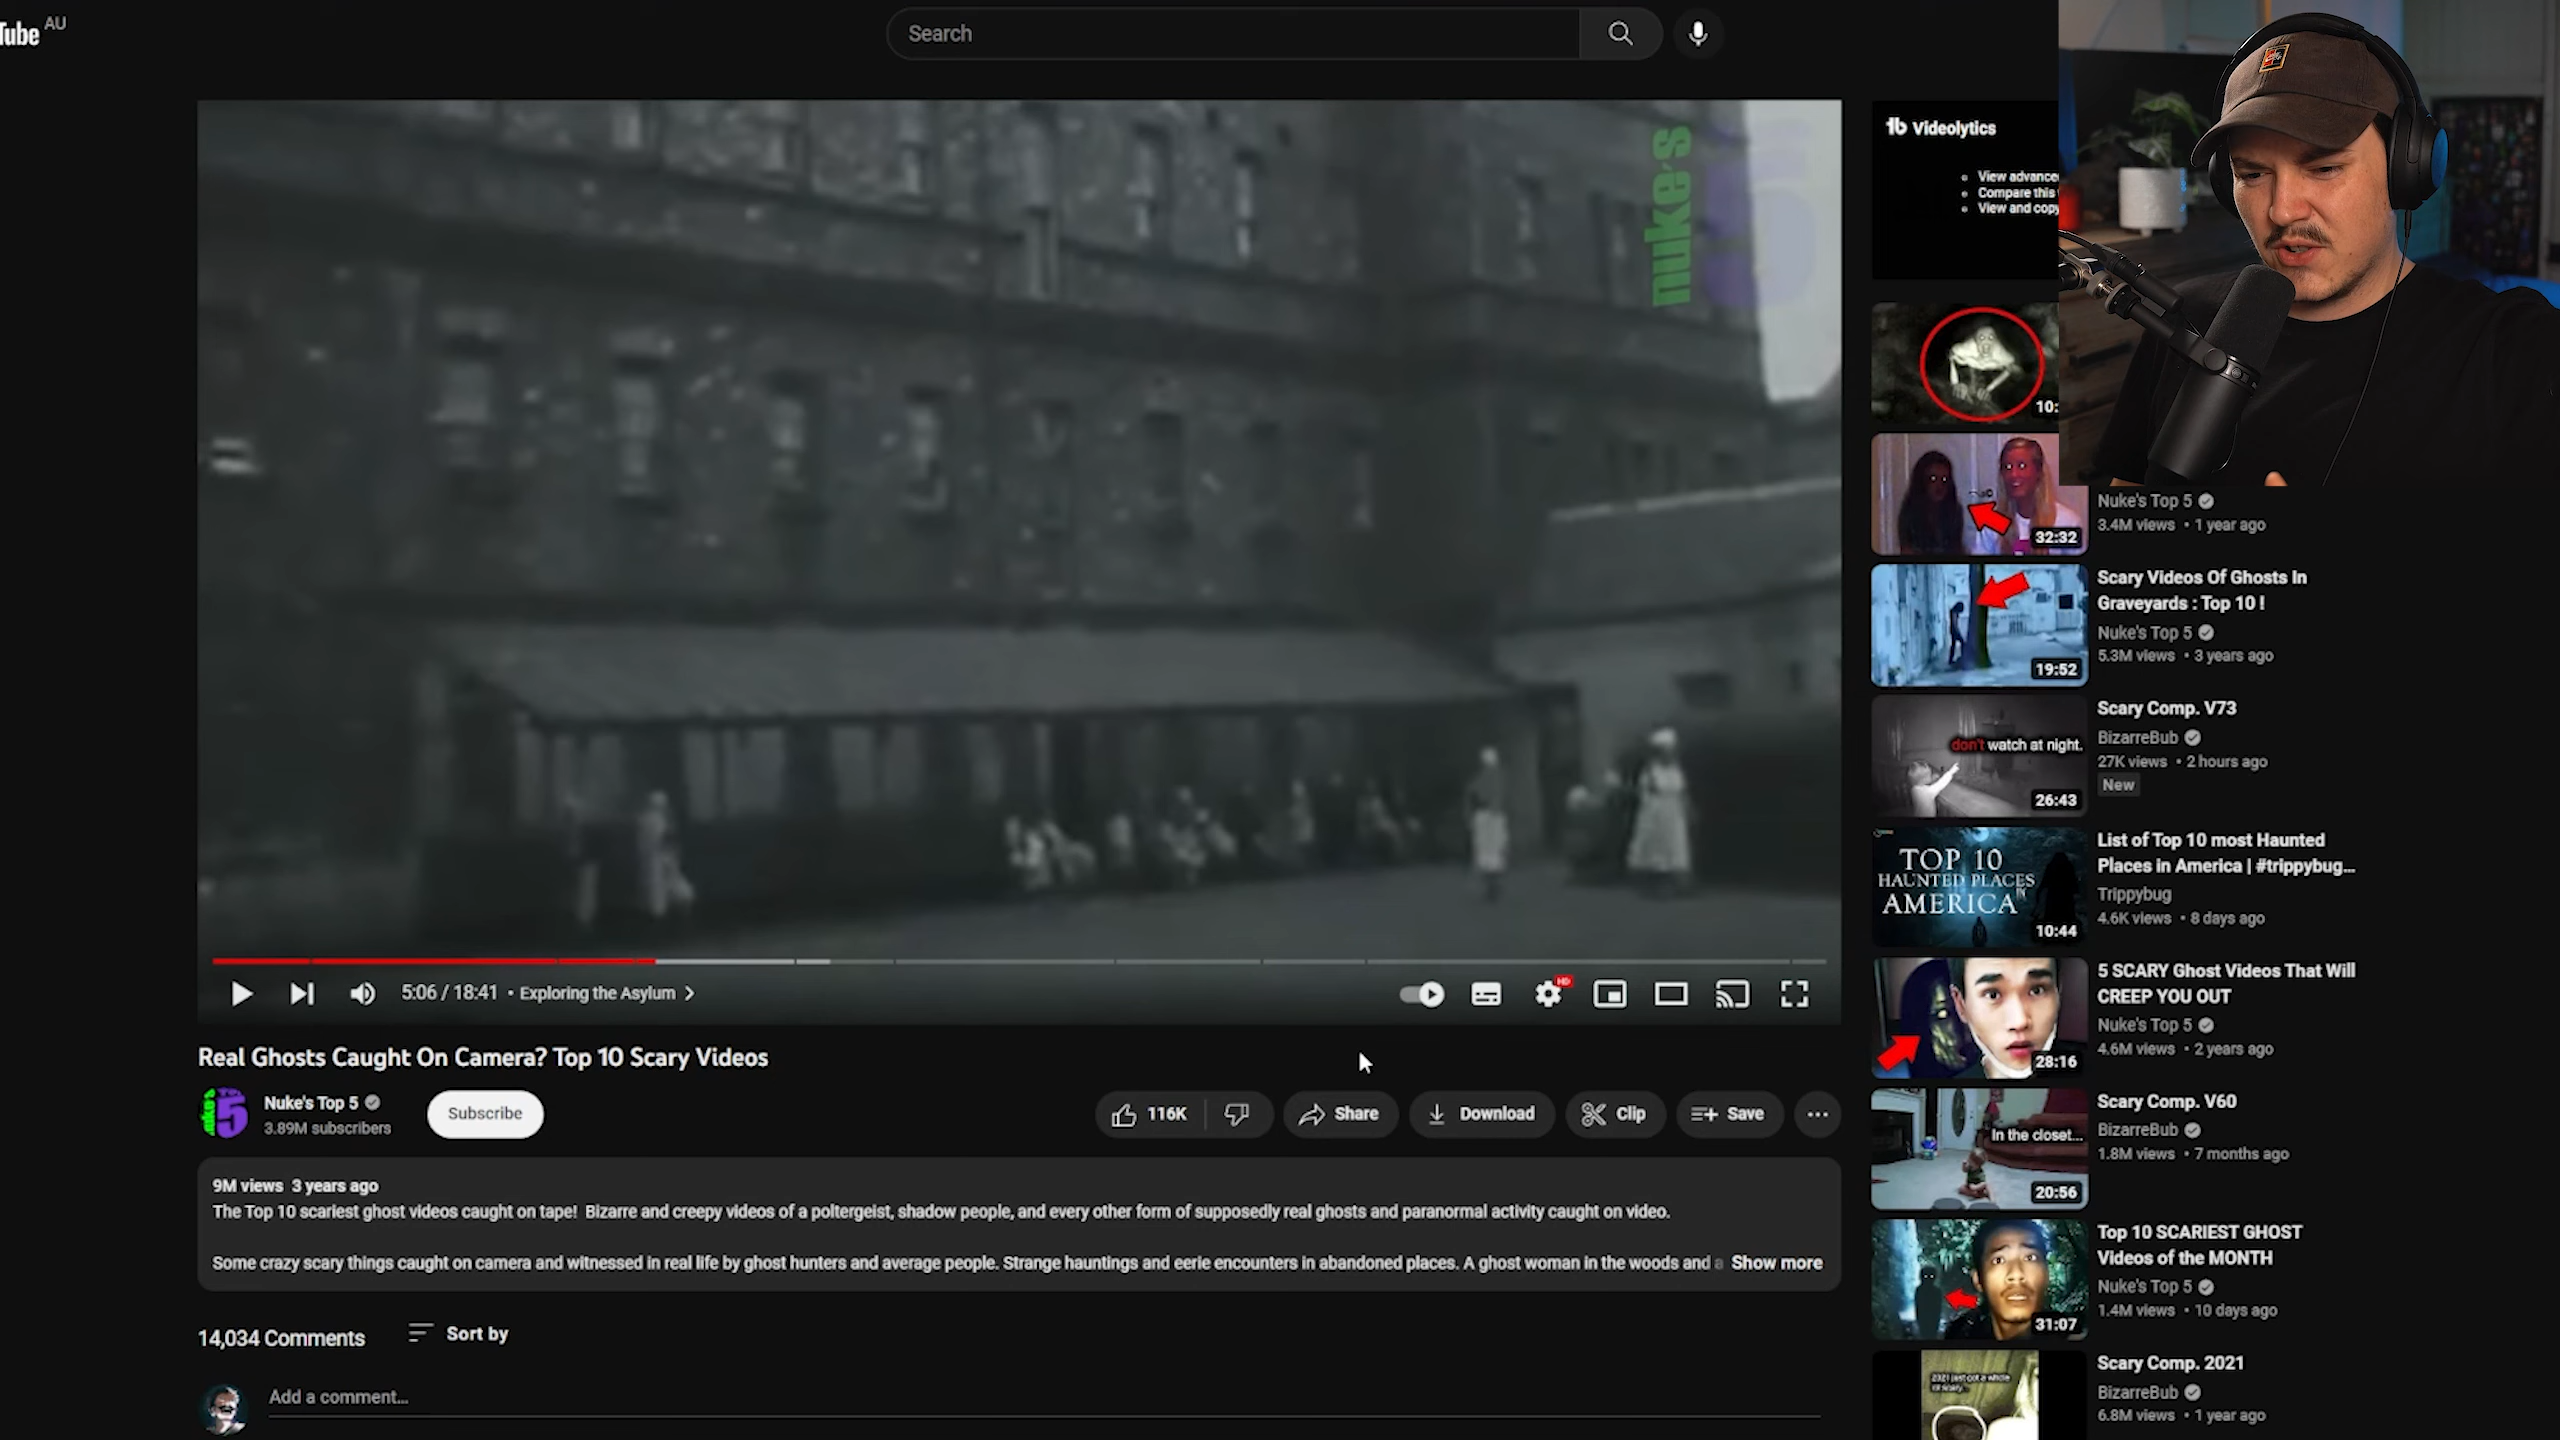 Tube AU
Search
nuke's
Videolytics
View advance
Compare this
View and copy
10:
32:32
Nuke's Top 5
3.4M views • 1 year ago
19:52
Scary Videos Of Ghosts In
Graveyards : Top 10 !
Nuke's Top 5
5.3M views • 3 years ago
don't watch at night.
26:43
Scary Comp. V73
BizarreBub
27K views • 2 hours ago
New
TOP 10
HAUNTED PLACES
IN
AMERICA
10:44
List of Top 10 most Haunted
Places in America | #trippybug...
Trippybug
4.6K views • 8 days ago
28:16
5 SCARY Ghost Videos That Will
CREEP YOU OUT
Nuke's Top 5
4.6M views • 2 years ago
In the closet...
20:56
Scary Comp. V60
BizarreBub
1.8M views • 7 months ago
31:07
Top 10 SCARIEST GHOST
Videos of the MONTH
Nuke's Top 5
1.4M views • 10 days ago
Scary Comp. 2021
BizarreBub
6.8M views • 1 year ago
5:06 / 18:41 • Exploring the Asylum
HD
Real Ghosts Caught On Camera? Top 10 Scary Videos
nuke's 5
Nuke's Top 5
3.89M subscribers
Subscribe
116K
Share
Download
Clip
Save
9M views 3 years ago
The Top 10 scariest ghost videos caught on tape! Bizarre and creepy videos of a poltergeist, shadow people, and every other form of supposedly real ghosts and paranormal activity caught on video.
Some crazy scary things caught on camera and witnessed in real life by ghost hunters and average people. Strange hauntings and eerie encounters in abandoned places. A ghost woman in the woods and a Show more
14,034 Comments
Sort by
Add a comment...